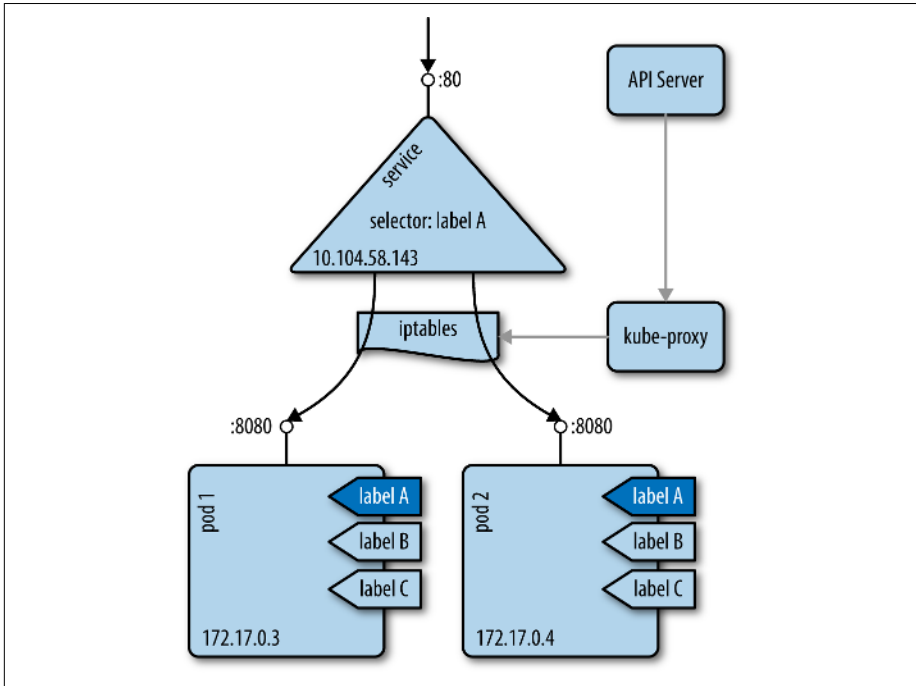 :80
API Server
service
selector: label A
10.104.58.143
iptables
kube-proxy
:8080
:8080
pod 1
label A
label B
label C
172.17.0.3
pod 2
label A
label B
label C
172.17.0.4